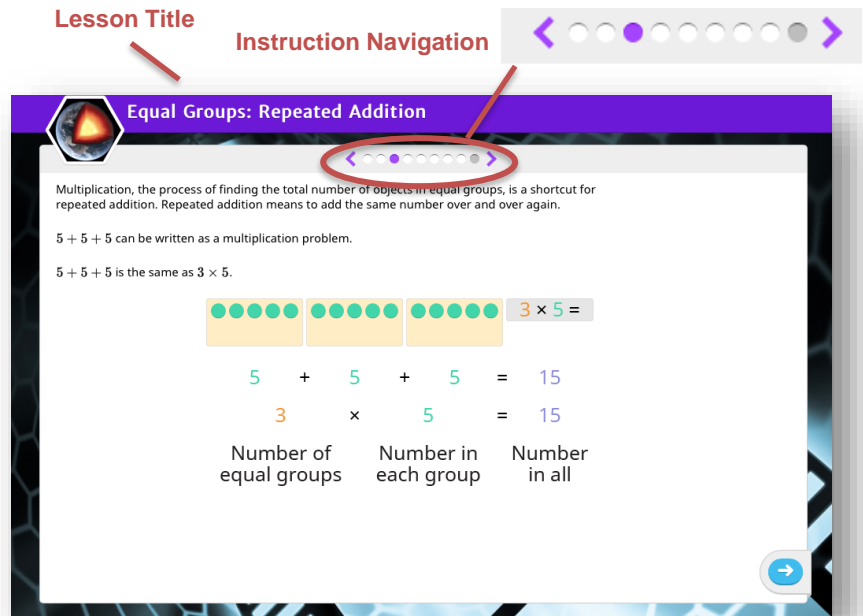 Lesson Title
Instruction Navigation
Equal Groups: Repeated Addition
Multiplication, the process of finding the total number of objects in equal groups, is a shortcut for
repeated addition. Repeated addition means to add the same number over and over again.
5 + 5 + 5 can be written as a multiplication problem.
5 + 5 + 5 is the same as 3 × 5.
3 × 5 =
5 + 5 + 5 = 15
3 × 5 = 15
Number of Number in Number
equal groups each group in all